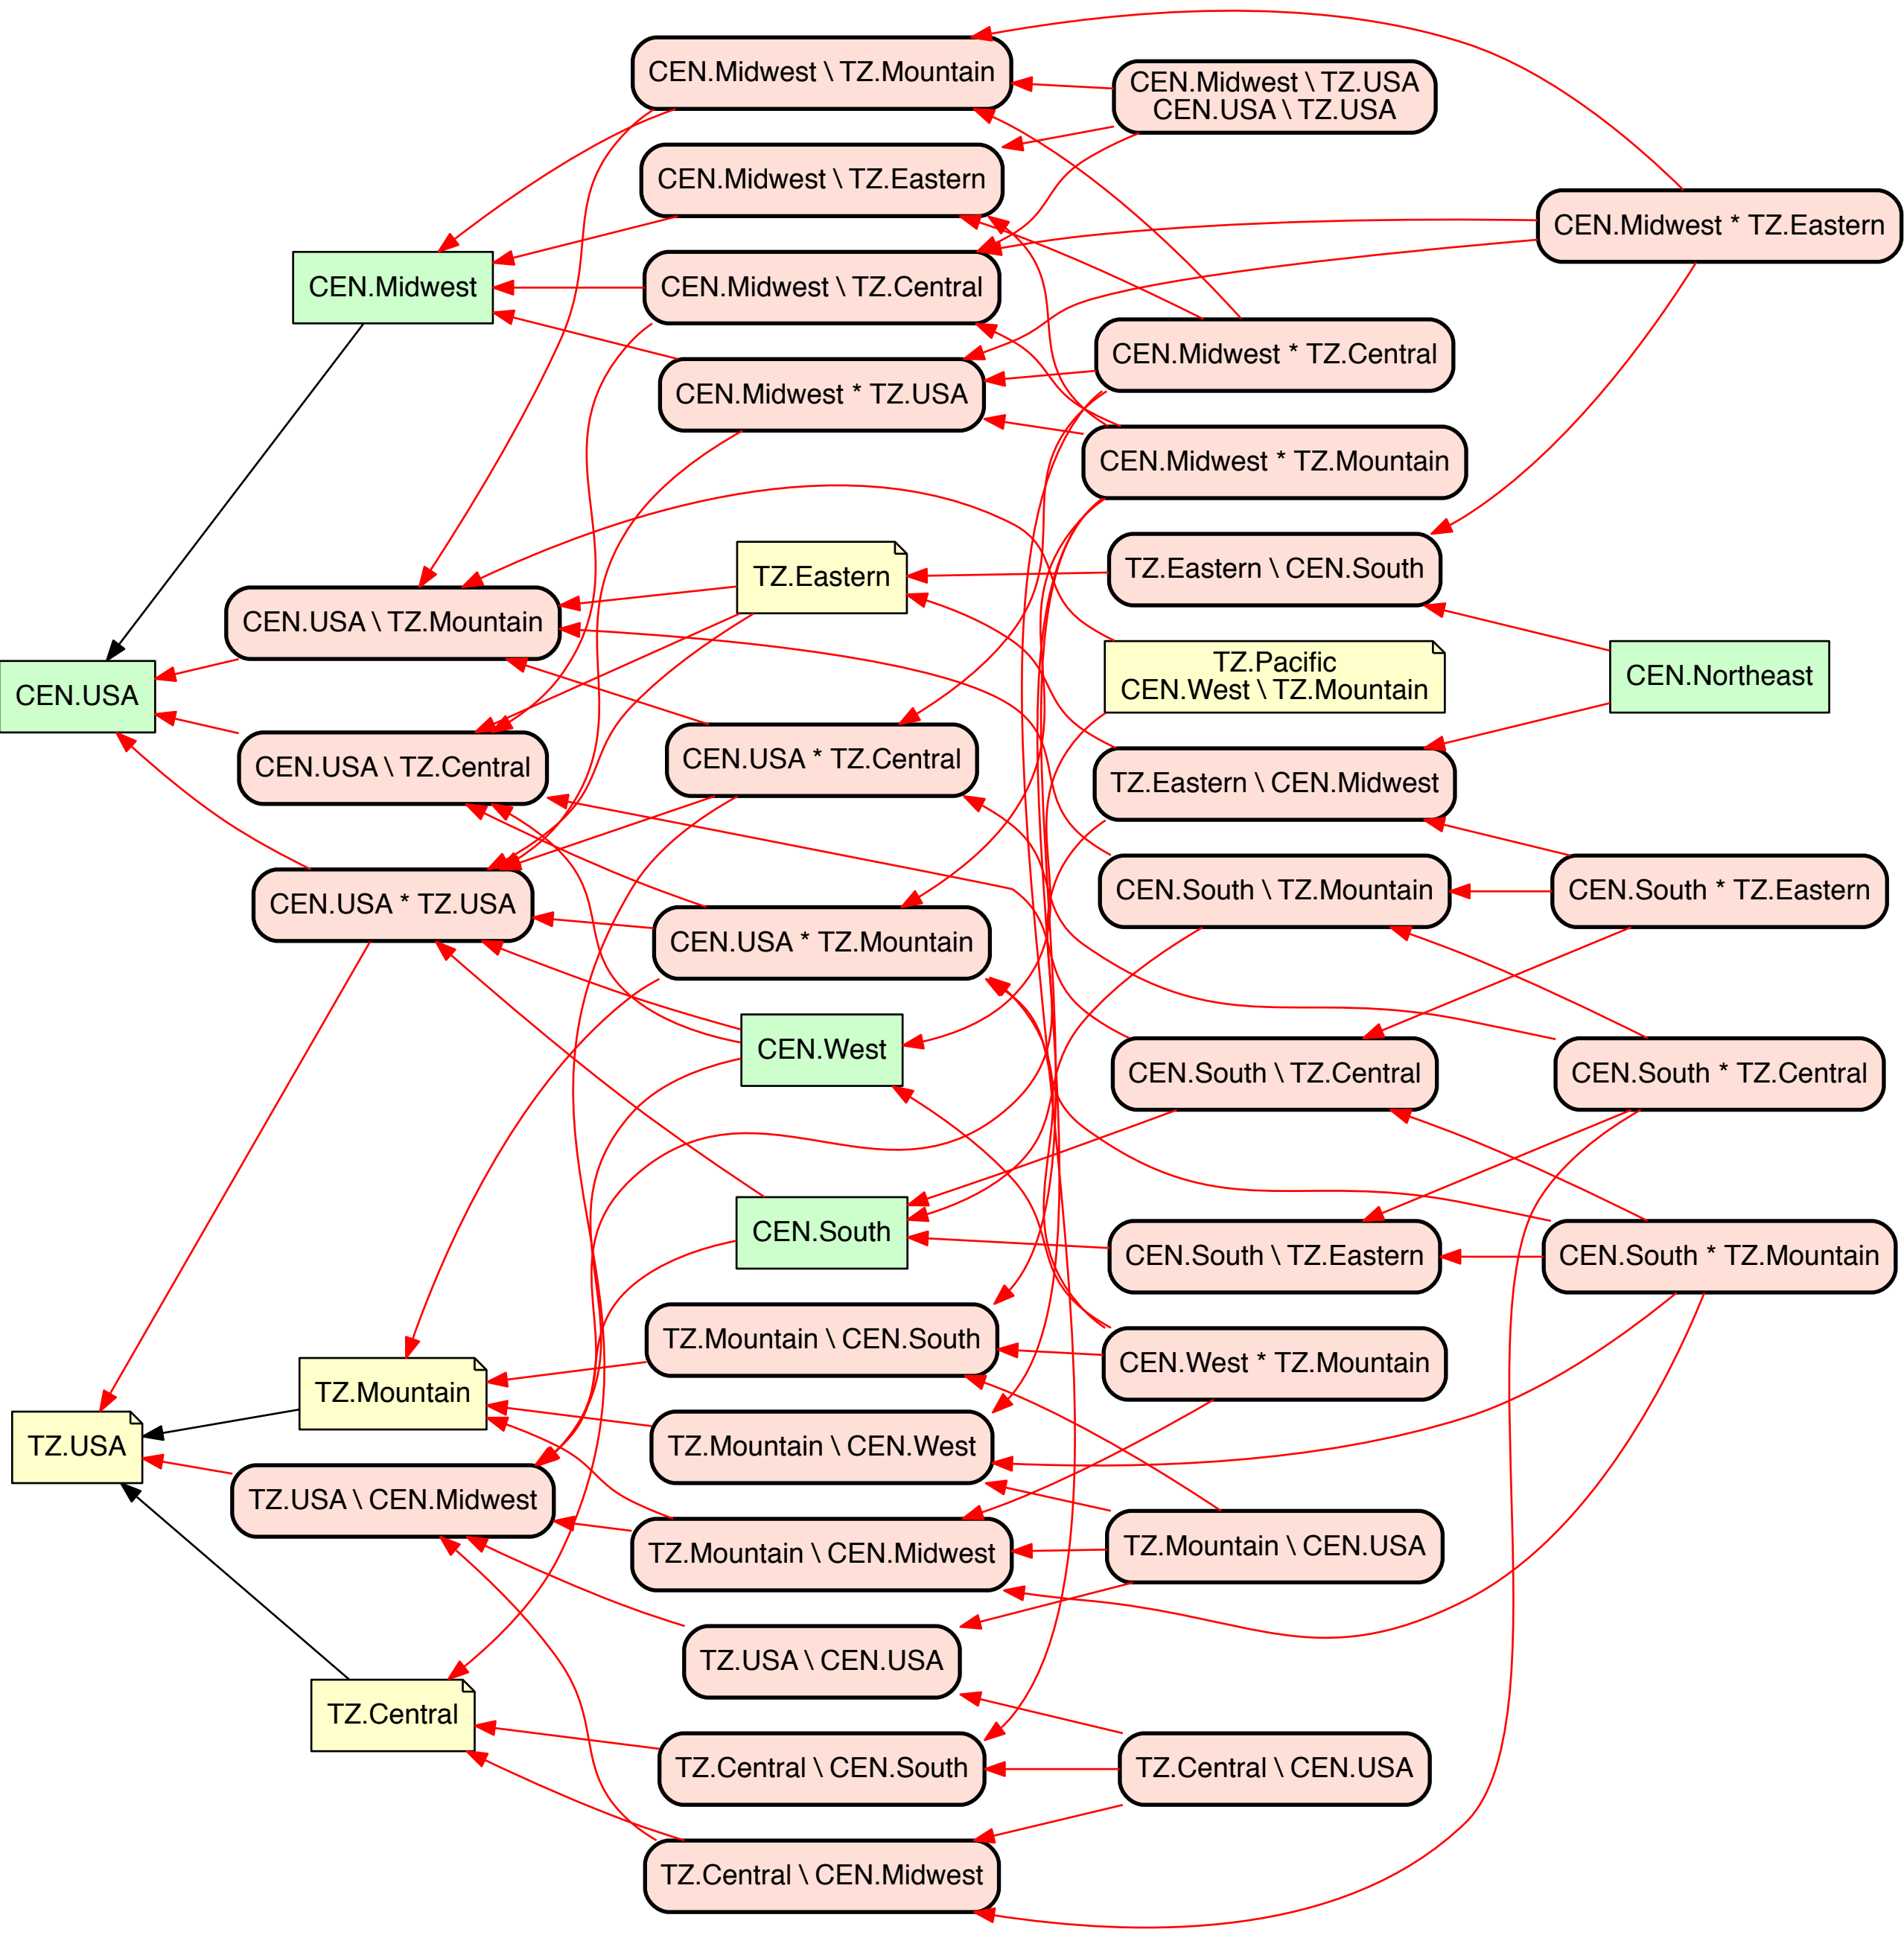 CEN.Midwest \ TZ.Mountain
CEN.Midwest \ TZ.USA
CEN.USA \ TZ.USA
CEN.Midwest \ TZ.Eastern
CEN.Midwest * TZ.Eastern
CEN.Midwest
CEN.Midwest \ TZ.Central
CEN.Midwest * TZ.Central
CEN.Midwest * TZ.USA
CEN.Midwest * TZ.Mountain
TZ.Eastern
TZ.Eastern \ CEN.South
CEN.USA \ TZ.Mountain
TZ.Pacific
CEN.West \ TZ.Mountain
CEN.Northeast
CEN.USA
CEN.USA \ TZ.Central
CEN.USA * TZ.Central
TZ.Eastern \ CEN.Midwest
CEN.USA * TZ.USA
CEN.South \ TZ.Mountain
CEN.South * TZ.Eastern
CEN.USA * TZ.Mountain
CEN.West
CEN.South \ TZ.Central
CEN.South * TZ.Central
CEN.South
CEN.South \ TZ.Eastern
CEN.South * TZ.Mountain
TZ.Mountain \ CEN.South
CEN.West * TZ.Mountain
TZ.Mountain
TZ.USA
TZ.Mountain \ CEN.West
TZ.USA \ CEN.Midwest
TZ.Mountain \ CEN.Midwest
TZ.Mountain \ CEN.USA
TZ.USA \ CEN.USA
TZ.Central
TZ.Central \ CEN.South
TZ.Central \ CEN.USA
TZ.Central \ CEN.Midwest